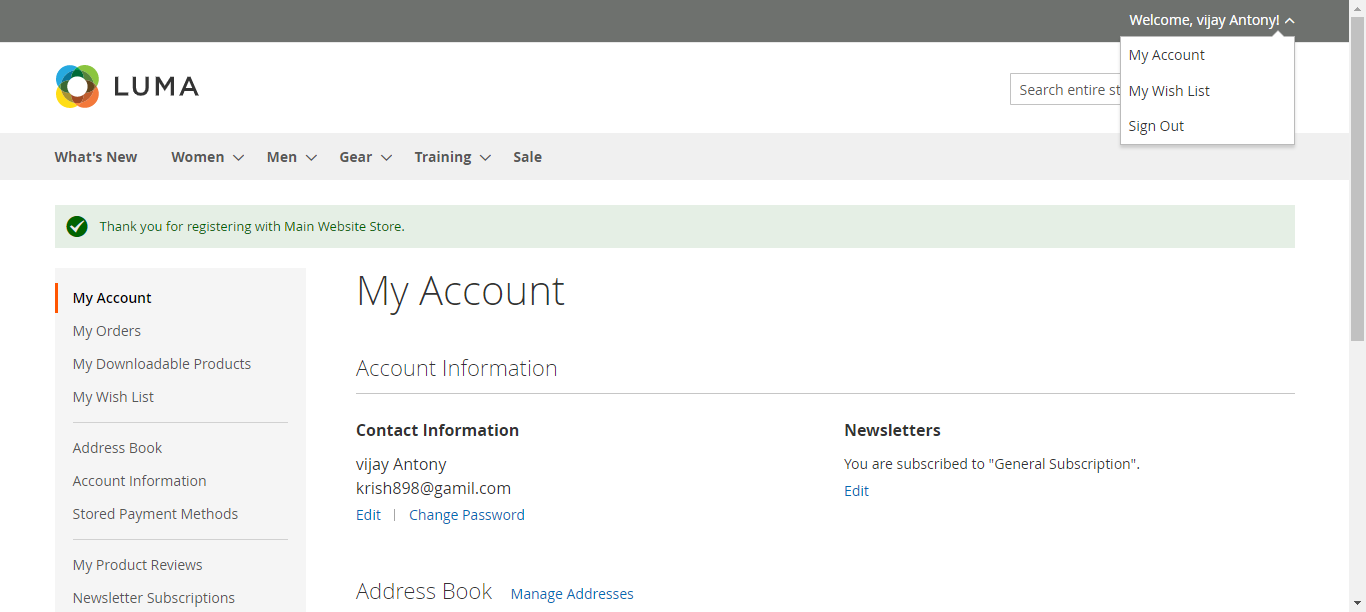 Welcome, vijay Antony!
My Account
My Wish List
Sign Out
LUMA
Search entire st
What's New Women Men Gear Training Sale
Thank you for registering with Main Website Store.
My Account
My Orders
My Downloadable Products
My Wish List
Address Book
Account Information
Stored Payment Methods
My Product Reviews
Newsletter Subscriptions
My Account
Account Information
Contact Information
vijay Antony
krish898@gamil.com
Edit | Change Password
Newsletters
You are subscribed to "General Subscription".
Edit
Address Book Manage Addresses